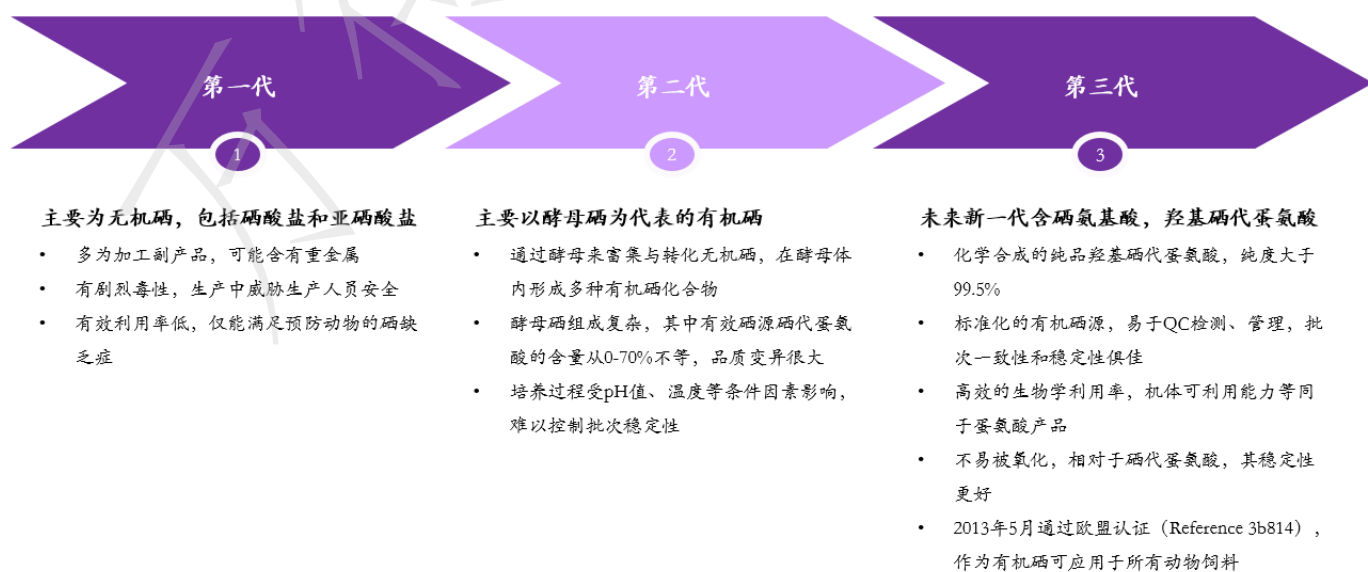 第一代
1
主要为无机硒，包括硒酸盐和亚硒酸盐
• 多为加工副产品，可能含有重金属
• 有剧烈毒性，生产中威胁生产人员安全
• 有效利用率低，仅能满足预防动物的硒缺
乏症
第二代
2
主要以酵母硒为代表的有机硒
• 通过酵母来富集与转化无机硒，在酵母体
内形成多种有机硒化合物
• 酵母硒组成复杂，其中有效硒源硒代蛋氨
酸的含量从0-70%不等，品质变异很大
• 培养过程受pH值、温度等条件因素影响，
难以控制批次稳定性
第三代
3
未来新一代含硒氨基酸，羟基硒代蛋氨酸
• 化学合成的纯品羟基硒代蛋氨酸，纯度大于
99.5%
• 标准化的有机硒源，易于QC检测、管理，批
次一致性和稳定性俱佳
• 高效的生物学利用率，机体可利用能力等同
于蛋氨酸产品
• 不易被氧化，相对于硒代蛋氨酸，其稳定性
更好
• 2013年5月通过欧盟认证（Reference 3b814），
作为有机硒可应用于所有动物饲料